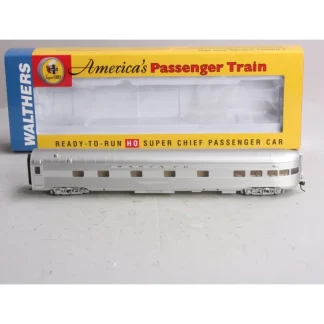 WALTHERS
America's Passenger Train
READY-TO-RUN HO SUPER CHIEF PASSENGER CAR